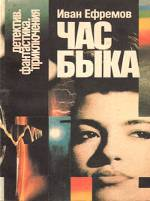 Иван Ефремов
ЧАС
БЫКА
детектив.
фантастика.
приключения